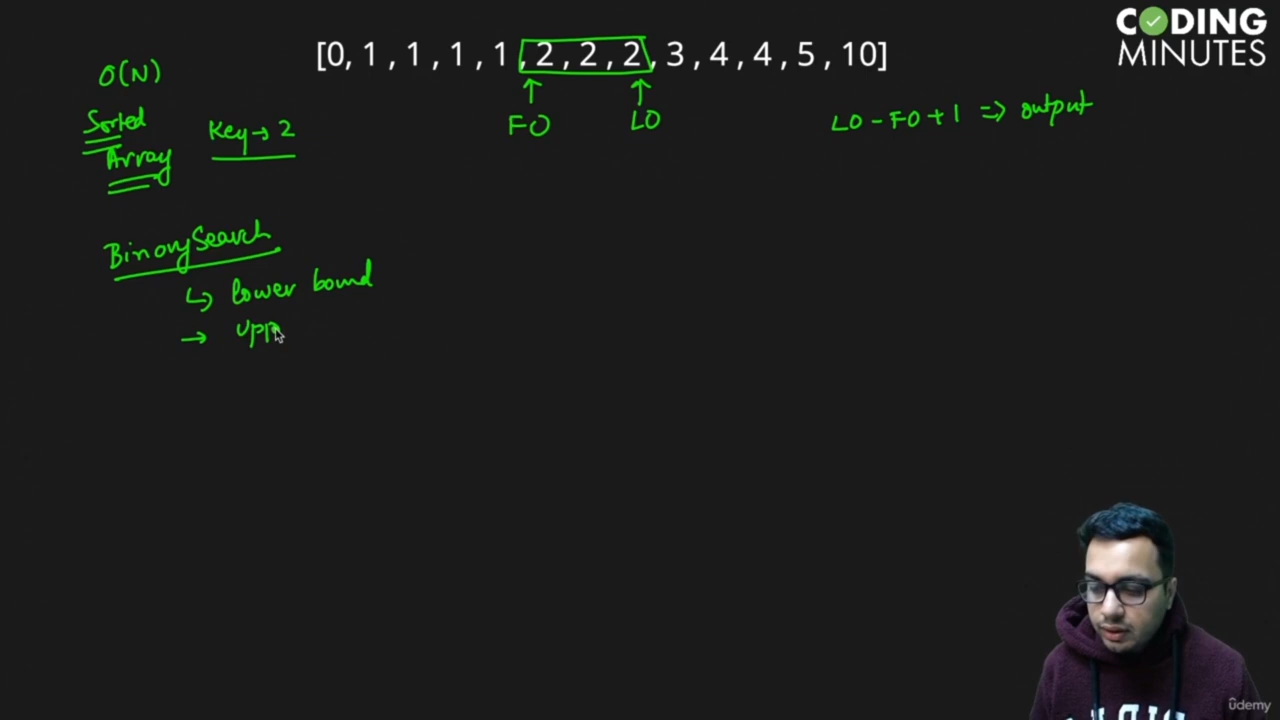 CODING
MINUTES
[0, 1 , 1 , 1 , 1 , 2 , 2 , 2 , 3 , 4 , 4 , 5 , 10]
O(N)
FO
LO
LO - FO + 1 => output
Sorted
Array
Key → 2
BinarySearch
↳ lower bound
→ upp
ûdemy